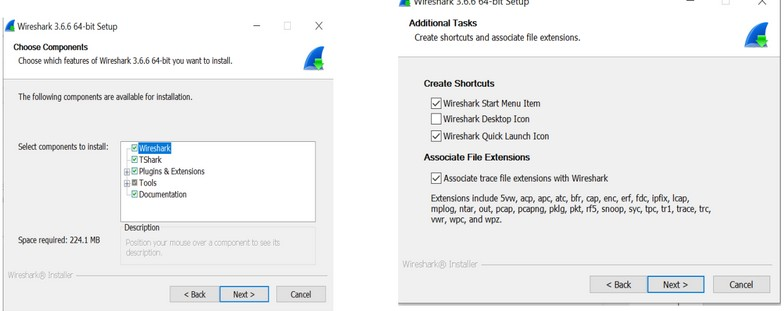 Wireshark 3.6.6 64-bit Setup
Choose Components
Choose which features of Wireshark 3.6.6 64-bit you want to install.
The following components are available for installation.
Select components to install:
Wireshark
TShark
Plugins & Extensions
Tools
Documentation
Space required: 224.1 MB
Description
Position your mouse over a component to see its
description.
Wireshark® Installer
< Back
Next >
Cancel
Wireshark 3.6.6 64-bit Setup
Additional Tasks
Create shortcuts and associate file extensions.
Create Shortcuts
Wireshark Start Menu Item
Wireshark Desktop Icon
Wireshark Quick Launch Icon
Associate File Extensions
Associate trace file extensions with Wireshark
Extensions include 5vw, acp, apc, atc, bfr, cap, enc, erf, fdc, ipfix, lcap,
mplog, ntar, out, pcap, pcapng, pklg, pkt, rf5, snoop, syc, tpc, tr1, trace, trc,
vwr, wpc, and wpz.
Wireshark® Installer
< Back
Next >
Cancel